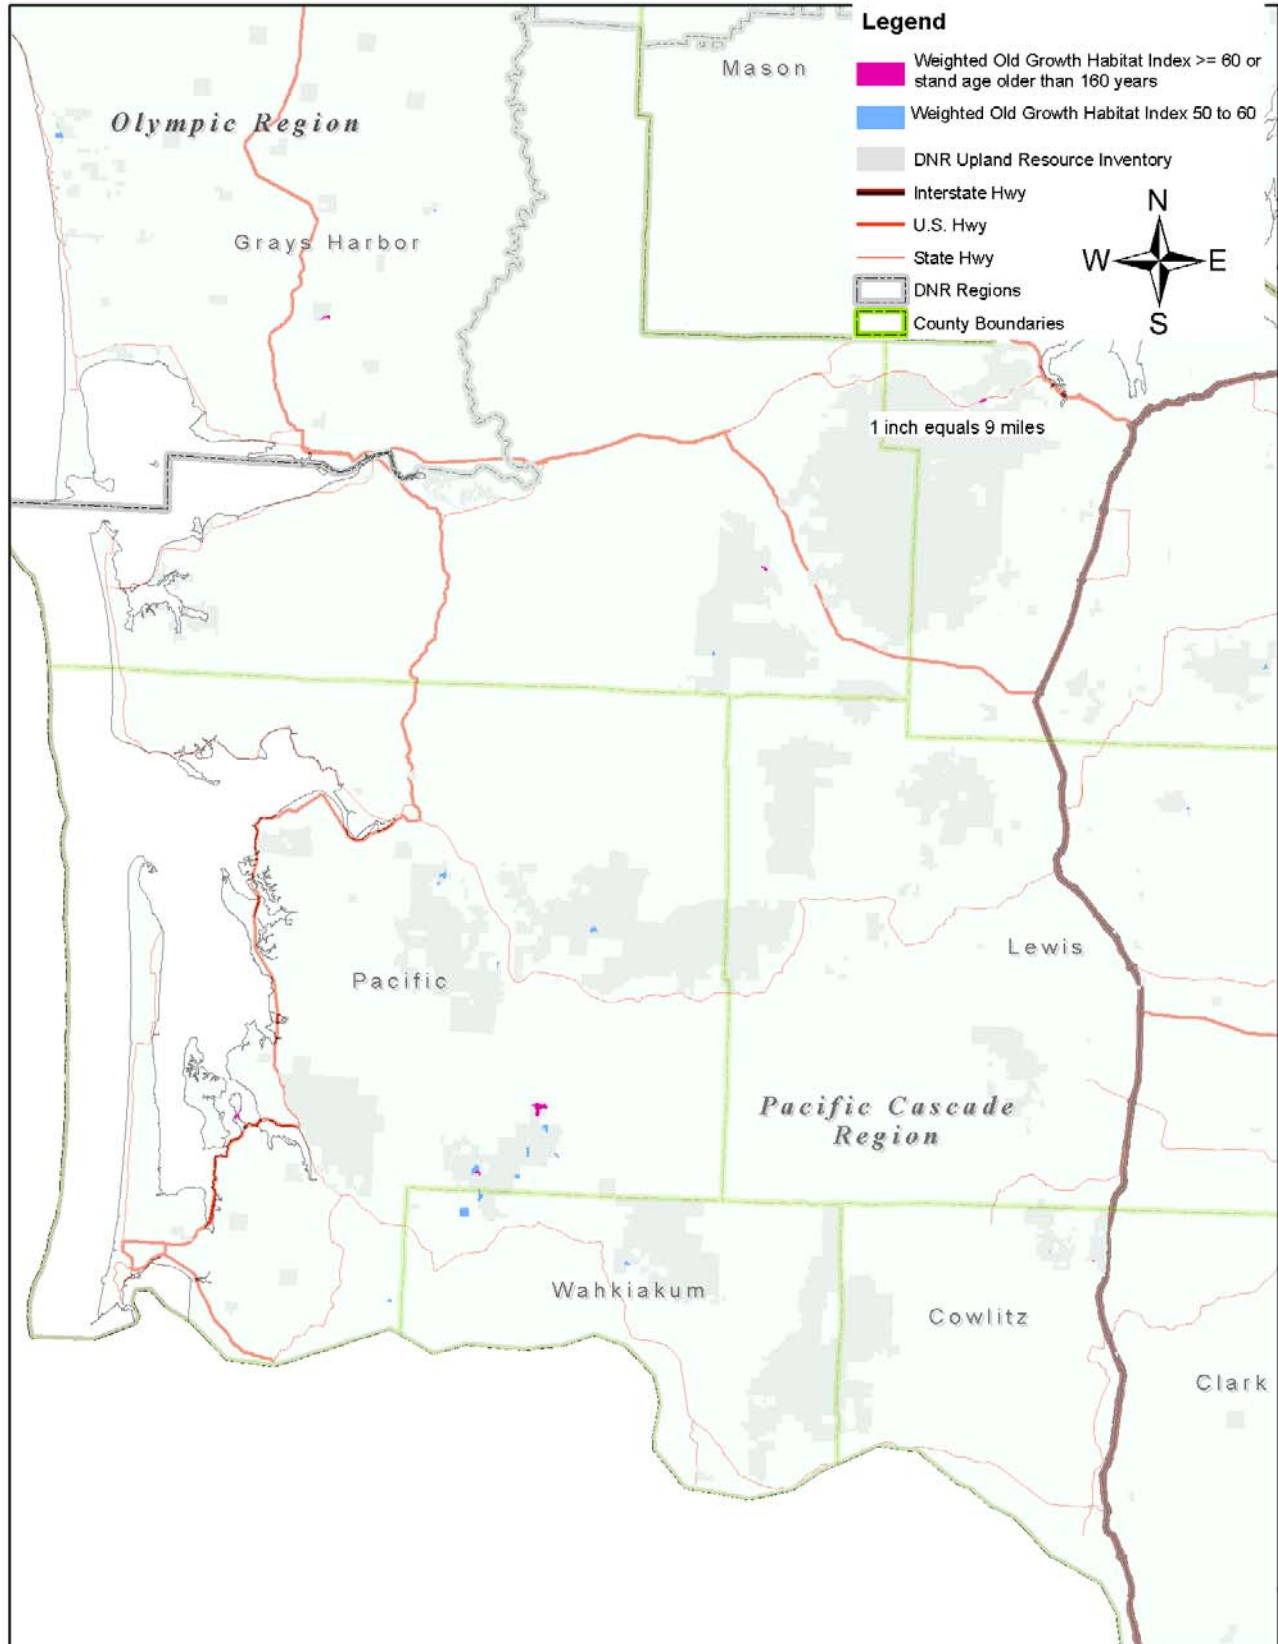 Legend
Weighted Old Growth Habitat Index >= 60 or
stand age older than 160 years
Weighted Old Growth Habitat Index 50 to 60
DNR Upland Resource Inventory
Interstate Hwy
U.S. Hwy
State Hwy
DNR Regions
County Boundaries
N
W E
S
Mason
Olympic Region
Grays Harbor
1 inch equals 9 miles
Lewis
Pacific
Pacific Cascade
Region
Wahkiakum
Cowlitz
Clark